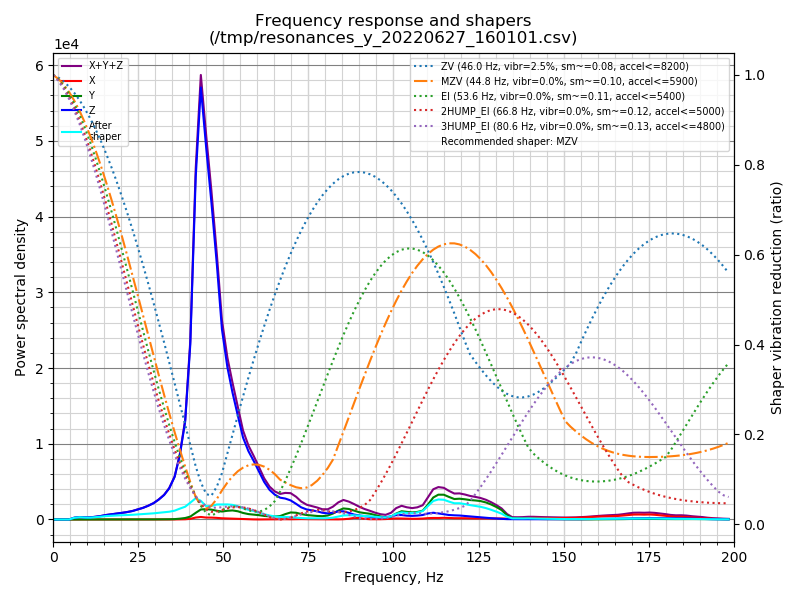 Frequency response and shapers
(/tmp/resonances_y_20220627_160101.csv)
1e4
X+Y+Z
X
Y
Z
After
shaper
ZV (46.0 Hz, vibr=2.5%, sm~=0.08, accel<=8200)
MZV (44.8 Hz, vibr=0.0%, sm~=0.10, accel<=5900)
EI (53.6 Hz, vibr=0.0%, sm~=0.11, accel<=5400)
2HUMP_EI (66.8 Hz, vibr=0.0%, sm~=0.12, accel<=5000)
3HUMP_EI (80.6 Hz, vibr=0.0%, sm~=0.13, accel<=4800)
Recommended shaper: MZV
Power spectral density
6
5
4
3
2
1
0
1.0
0.8
0.6
0.4
0.2
0.0
Shaper vibration reduction (ratio)
0 25 50 75 100 125 150 175 200
Frequency, Hz